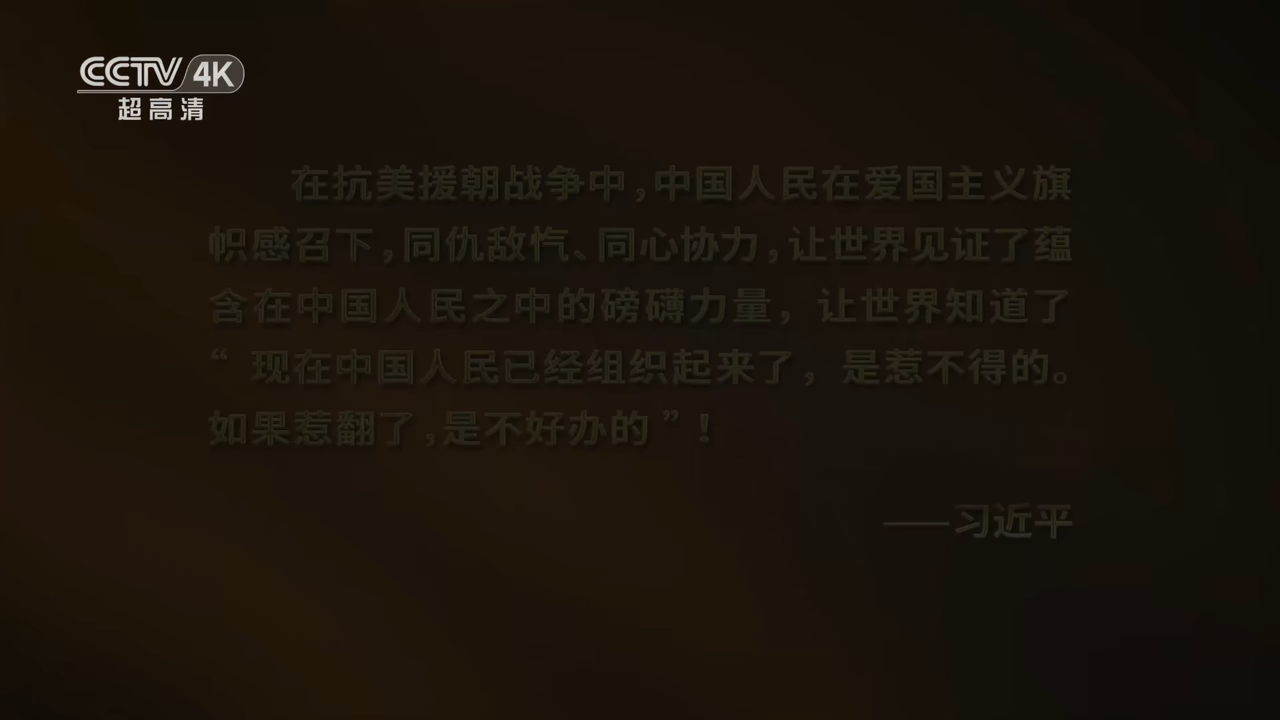 CCTV 4K
超高清
在抗美援朝战争中,中国人民在爱国主义旗
帜感召下,同仇敌忾、同心协力,让世界见证了蕴
含在中国人民之中的磅礴力量，让世界知道了
“现在中国人民已经组织起来了，是惹不得的。
如果惹翻了,是不好办的”！
——习近平